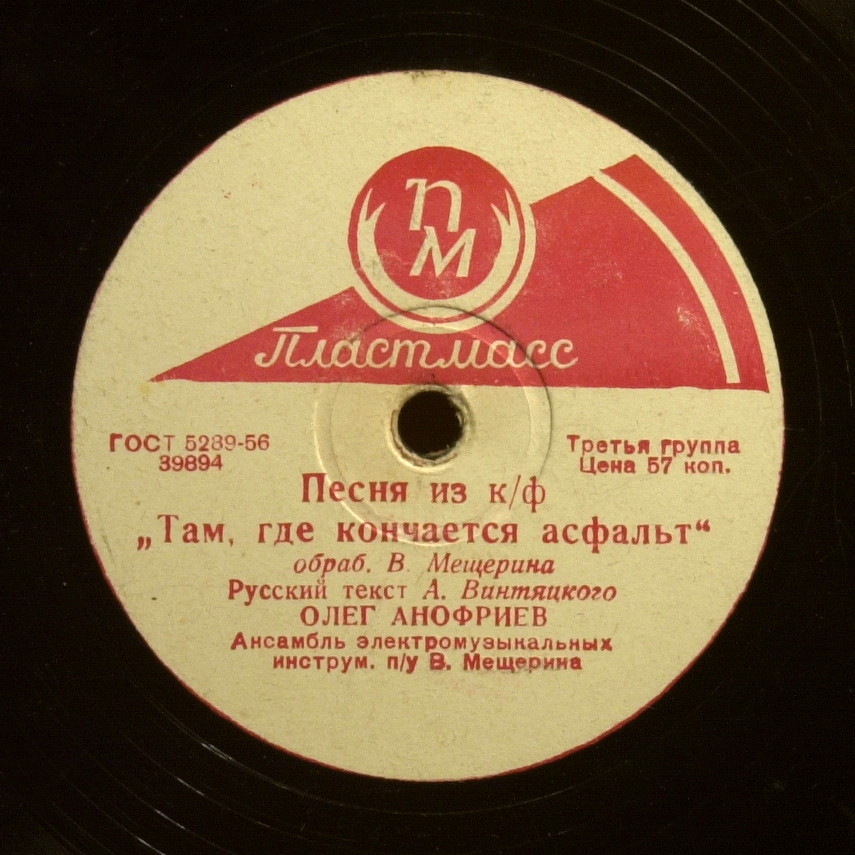 ПМ
Пластмасс
ГОСТ 5289-56
39894
Третья группа
Цена 57 коп.
Песня из к/ф
„Там, где кончается асфальт“
обраб. В. Мещерина
Русский текст А. Винтяцкого
ОЛЕГ АНОФРИЕВ
Ансамбль электромузыкальных
инструм. п/у В. Мещерина